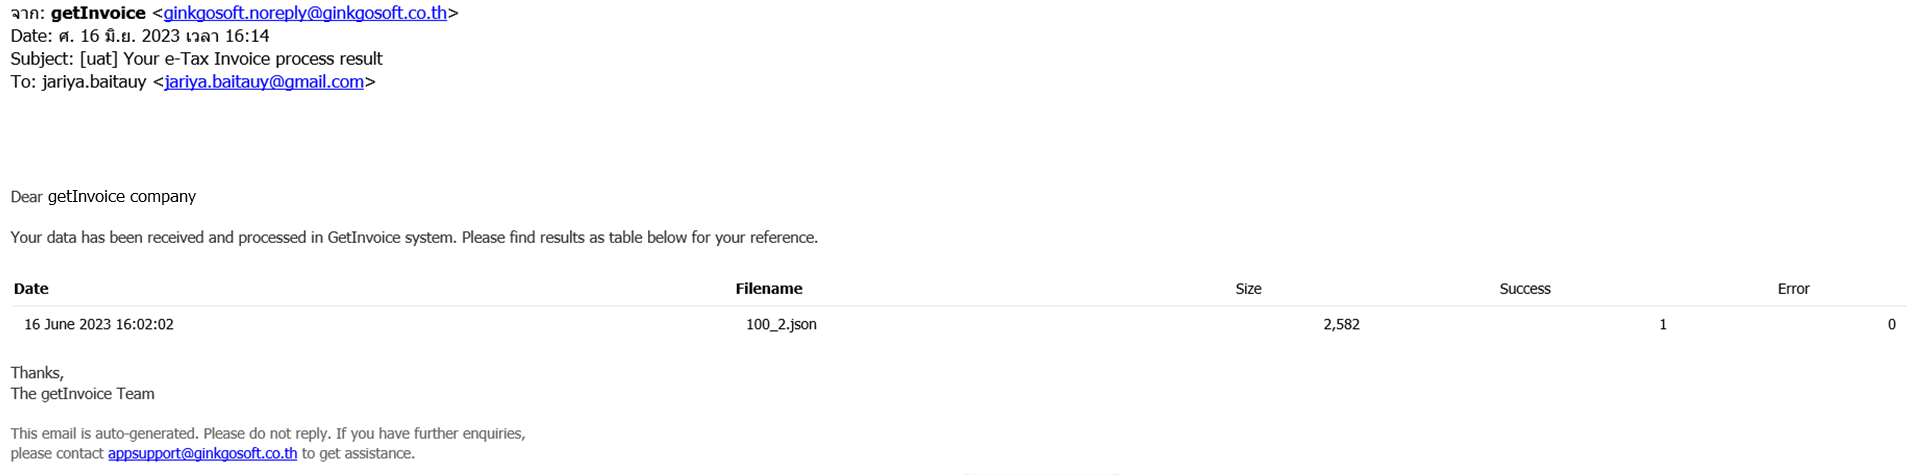 จาก: getInvoice <ginkgosoft.noreply@ginkgosoft.co.th>
Date: ศ. 16 มิ.ย. 2023 เวลา 16:14
Subject: [uat] Your e-Tax Invoice process result
To: jariya.baitauy <jariya.baitauy@gmail.com>
Dear getInvoice company
Your data has been received and processed in GetInvoice system. Please find results as table below for your reference.
Date Filename Size Success Error
16 June 2023 16:02:02 100_2.json 2,582 1 0
Thanks,
The getInvoice Team
This email is auto-generated. Please do not reply. If you have further enquiries,
please contact appsupport@ginkgosoft.co.th to get assistance.